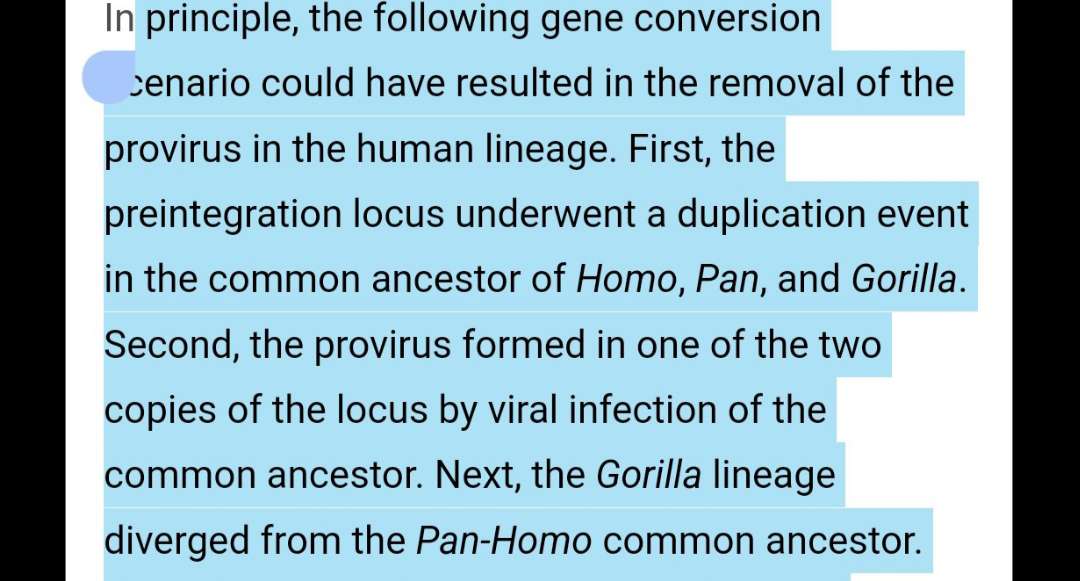 In principle, the following gene conversion
cenario could have resulted in the removal of the
provirus in the human lineage. First, the
preintegration locus underwent a duplication event
in the common ancestor of Homo, Pan, and Gorilla.
Second, the provirus formed in one of the two
copies of the locus by viral infection of the
common ancestor. Next, the Gorilla lineage
diverged from the Pan-Homo common ancestor.